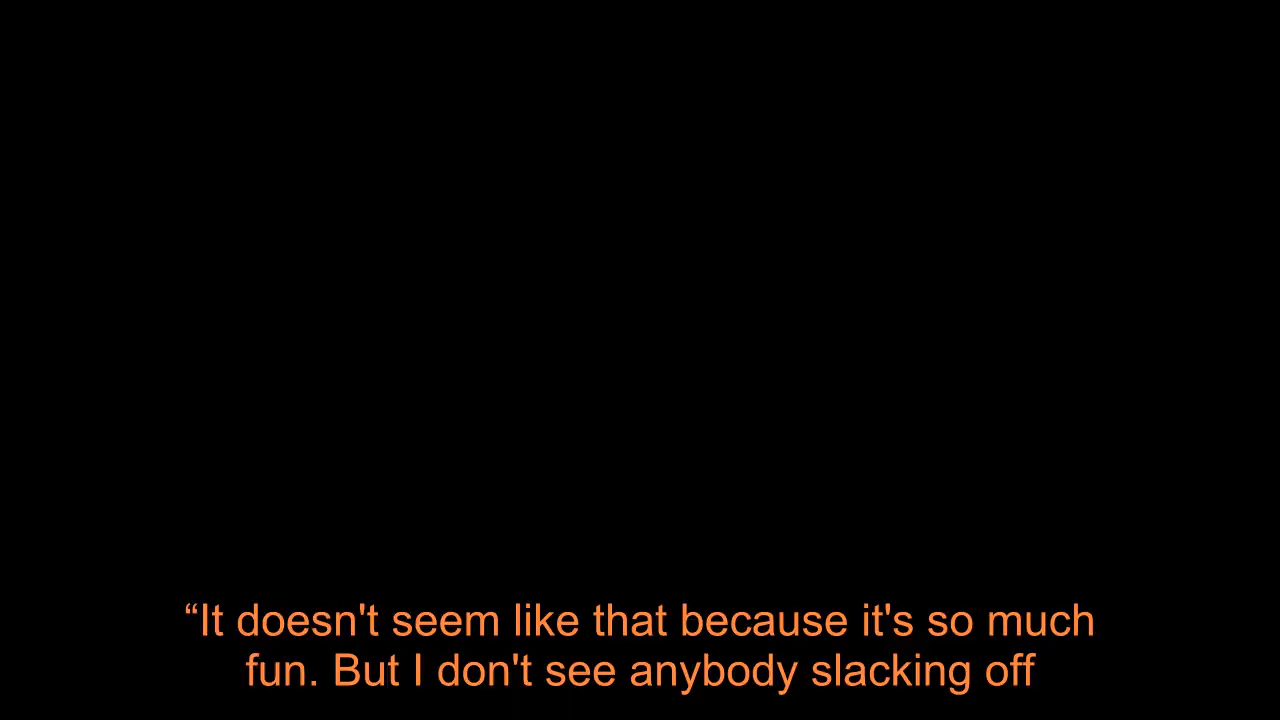 “It doesn't seem like that because it's so much
fun. But I don't see anybody slacking off